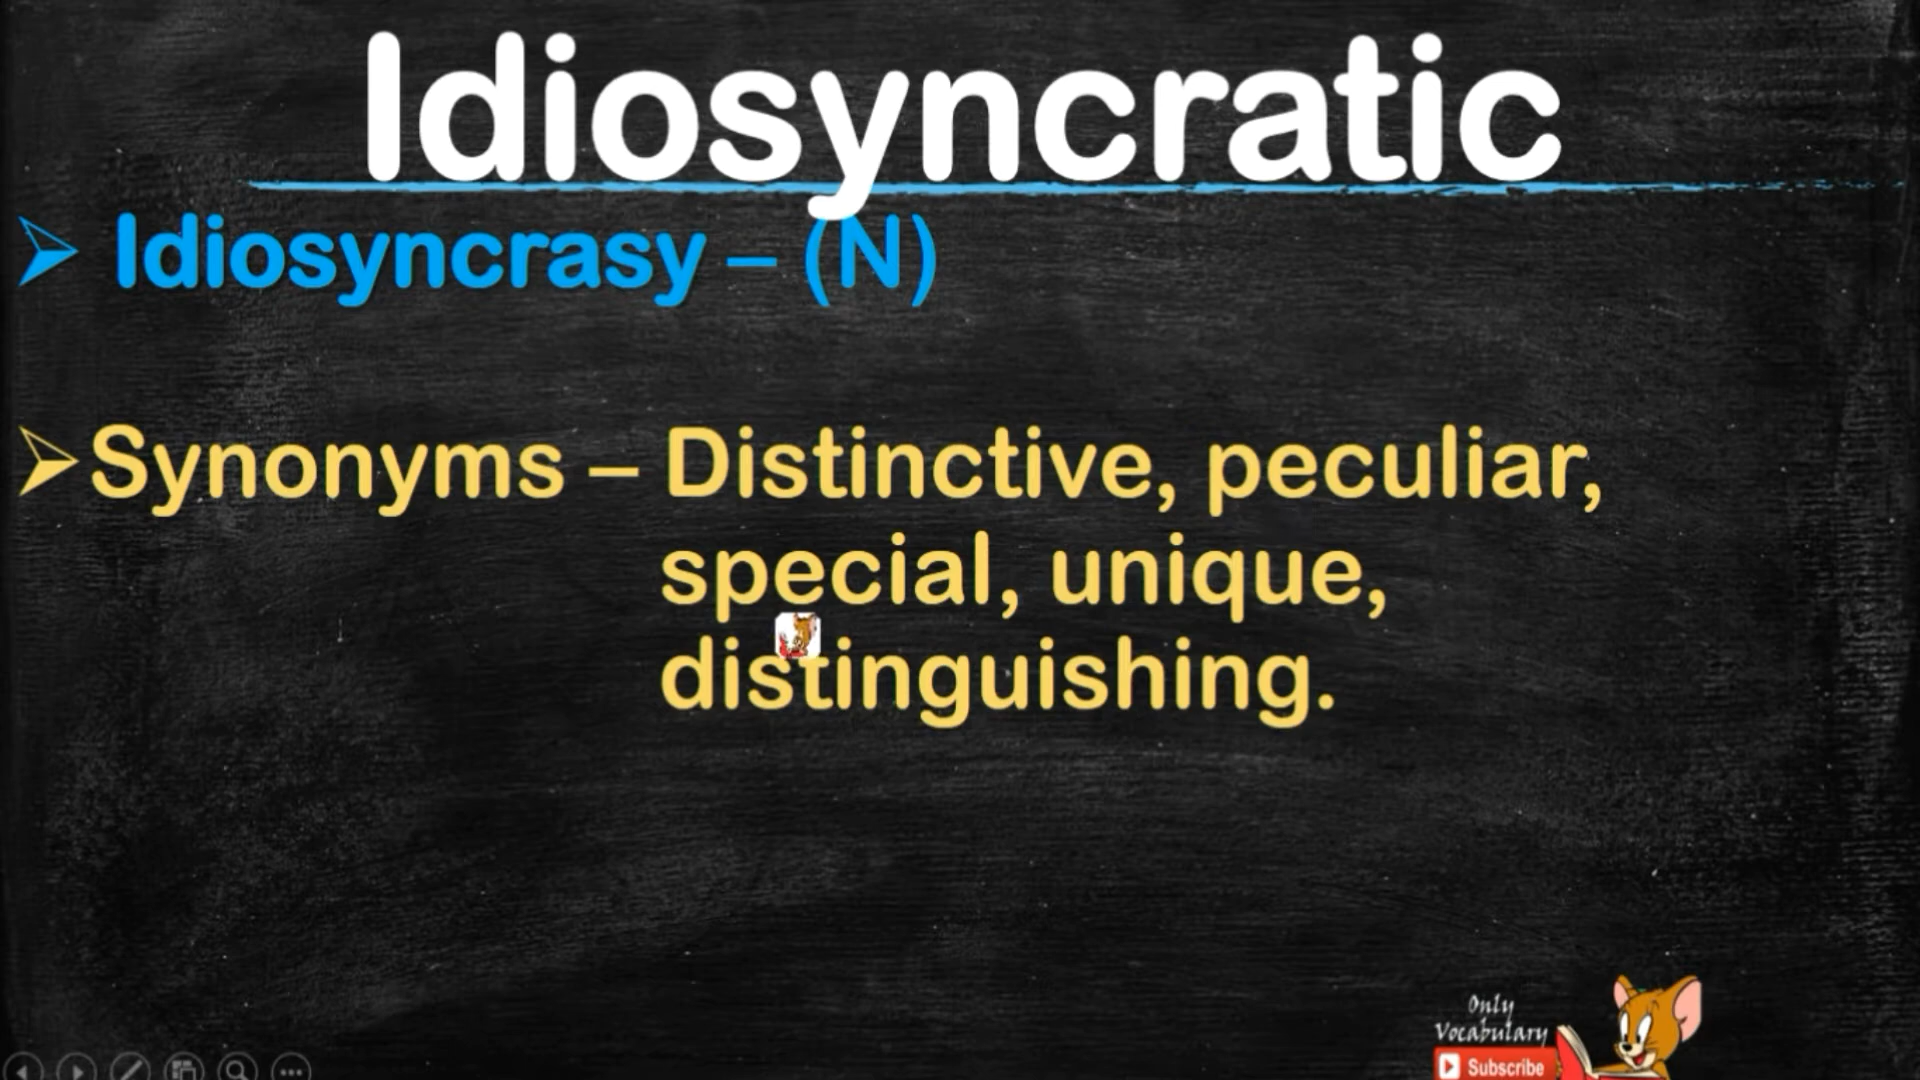 Idiosyncratic
Idiosyncrasy – (N)
Synonyms – Distinctive, peculiar,
special, unique,
distinguishing.
Only
Vocabulary
Subscribe